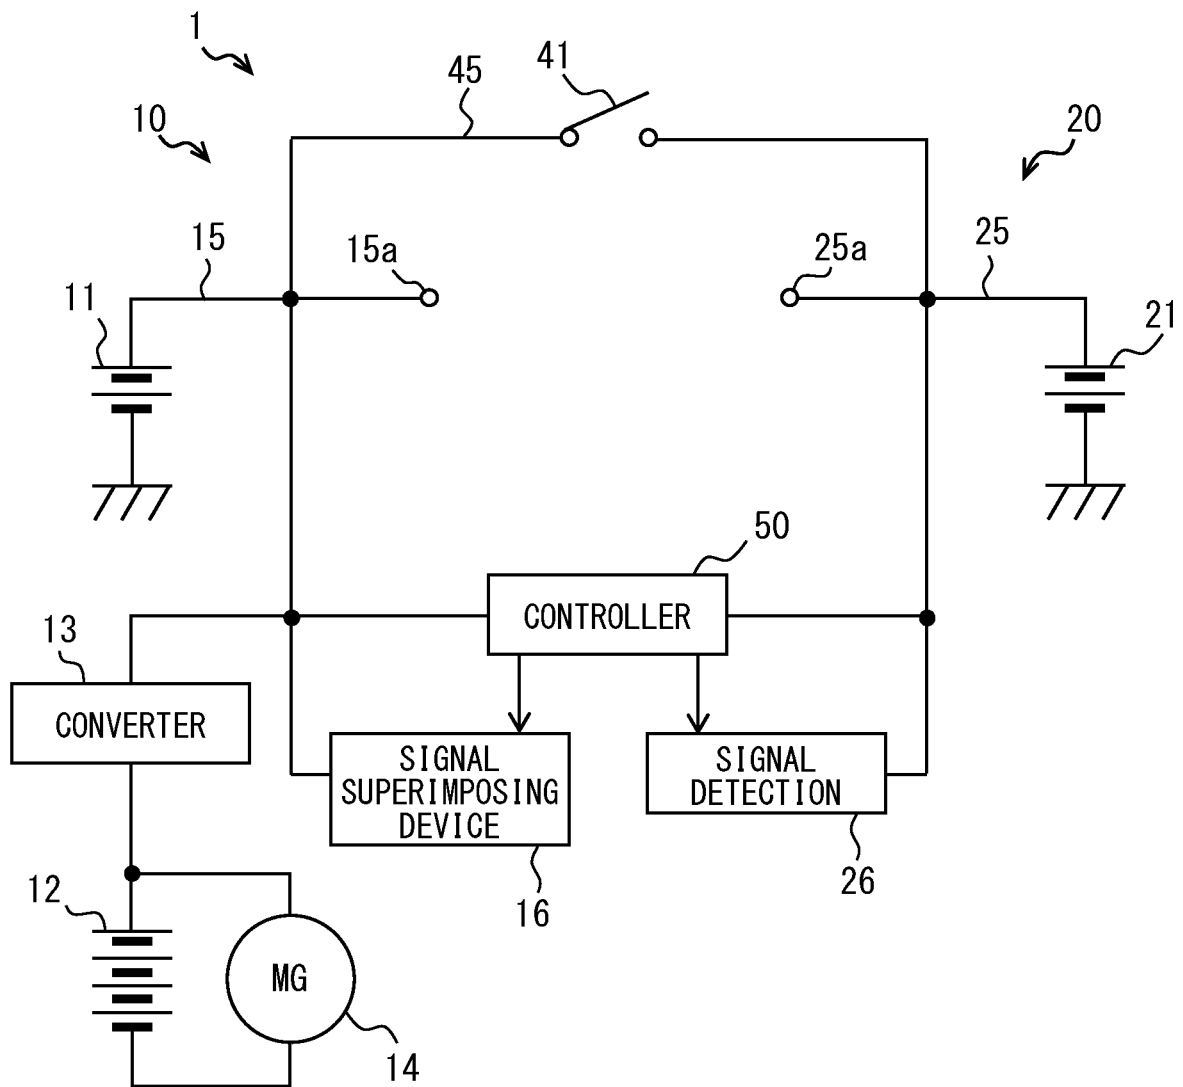 1
45
41
10
20
15
15a
25a
25
11
21
50
CONTROLLER
13
CONVERTER
SIGNAL
SUPERIMPOSING
DEVICE
SIGNAL
DETECTION
12
16
26
MG
14